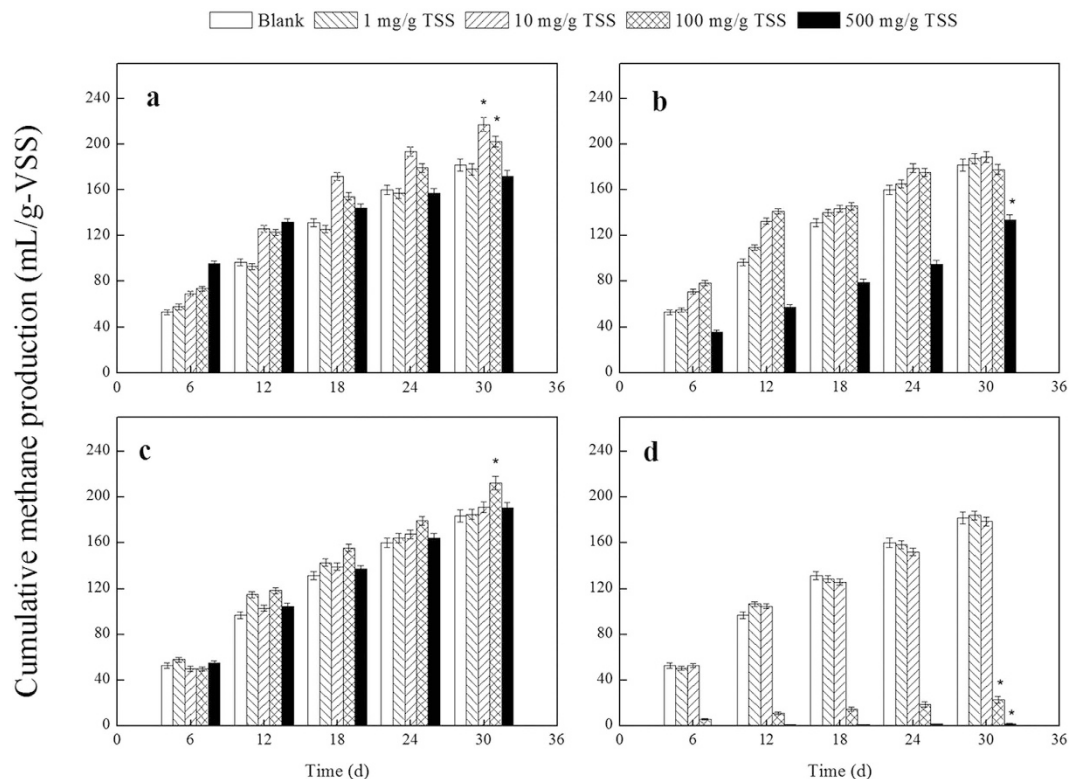 Blank 1 mg/g TSS 10 mg/g TSS 100 mg/g TSS 500 mg/g TSS
Cumulative methane production (mL/g-VSS)
a
240
200
160
120
80
40
0
* *
0 6 12 18 24 30 36
b
240
200
160
120
80
40
0
*
0 6 12 18 24 30 36
c
240
200
160
120
80
40
0
*
0 6 12 18 24 30 36
Time (d)
d
240
200
160
120
80
40
0
*
*
0 6 12 18 24 30 36
Time (d)